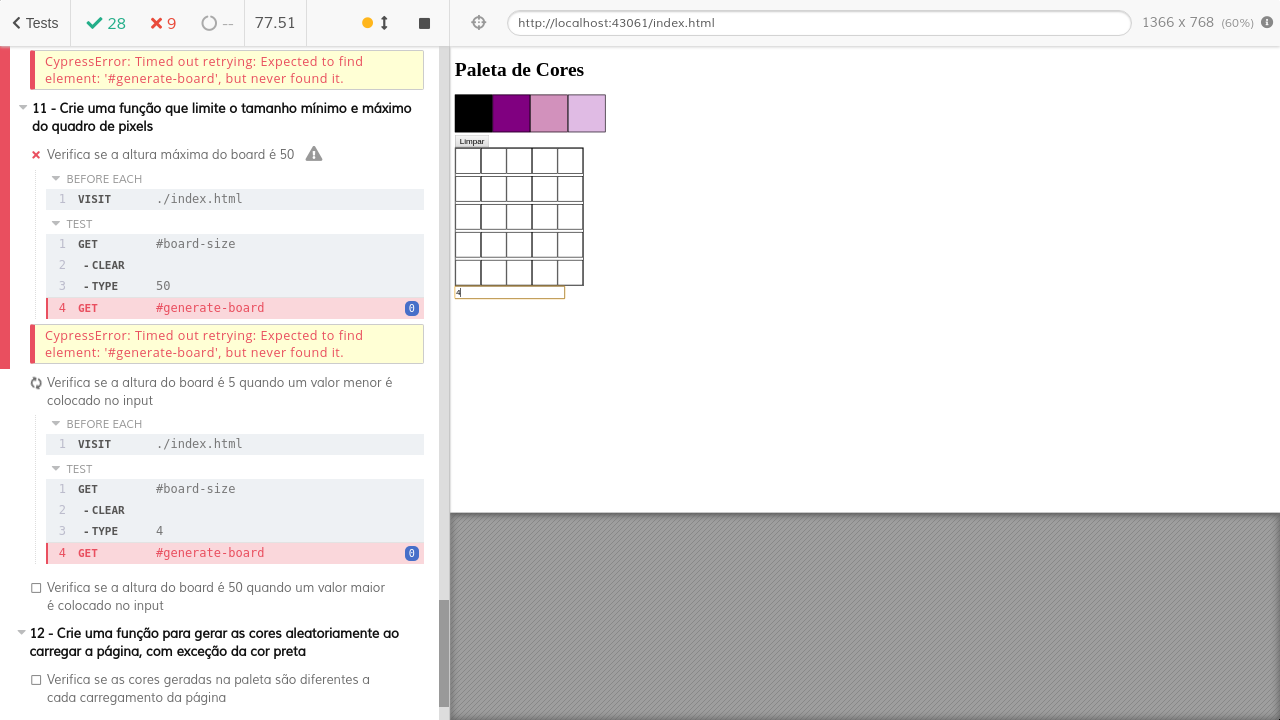 Tests 28 9 -- 77.51
http://localhost:43061/index.html 1366 x 768 (60%)
CypressError: Timed out retrying: Expected to find
element: '#generate-board', but never found it.
11 - Crie uma função que limite o tamanho mínimo e máximo
do quadro de pixels
Verifica se a altura máxima do board é 50
BEFORE EACH
1 VISIT ./index.html
TEST
1 GET #board-size
2 - CLEAR
3 - TYPE 50
4 GET #generate-board 0
CypressError: Timed out retrying: Expected to find
element: '#generate-board', but never found it.
Verifica se a altura do board é 5 quando um valor menor é
colocado no input
BEFORE EACH
1 VISIT ./index.html
TEST
1 GET #board-size
2 - CLEAR
3 - TYPE 4
4 GET #generate-board 0
Verifica se a altura do board é 50 quando um valor maior
é colocado no input
12 - Crie uma função para gerar as cores aleatoriamente ao
carregar a página, com exceção da cor preta
Verifica se as cores geradas na paleta são diferentes a
cada carregamento da página
Paleta de Cores
Limpar
4